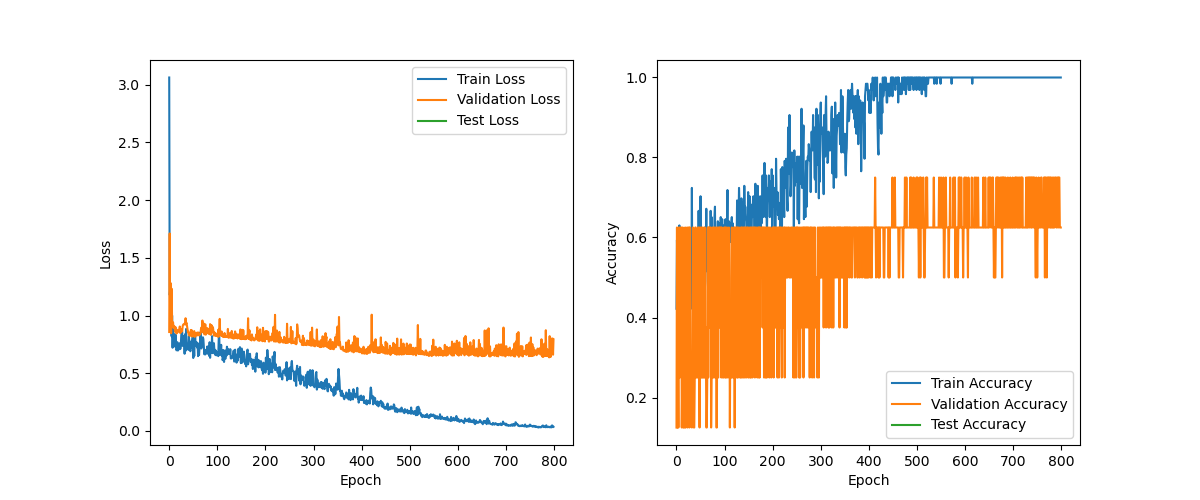 3.0
2.5
2.0
1.5
1.0
0.5
0.0
Loss
0 100 200 300 400 500 600 700 800
Epoch
Train Loss
Validation Loss
Test Loss
1.0
0.8
0.6
0.4
0.2
Accuracy
0 100 200 300 400 500 600 700 800
Epoch
Train Accuracy
Validation Accuracy
Test Accuracy